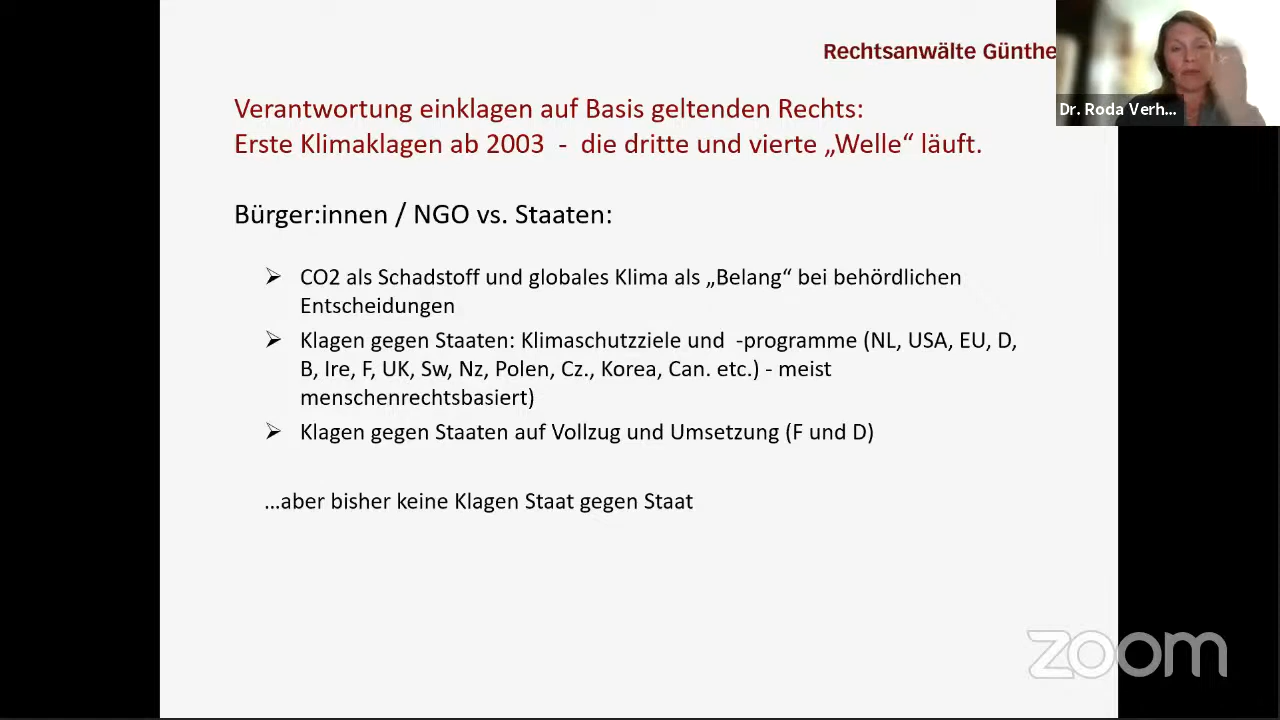 Rechtsanwälte Günthe
Dr. Roda Verh...
Verantwortung einklagen auf Basis geltenden Rechts:
Erste Klimaklagen ab 2003 - die dritte und vierte „Welle“ läuft.
Bürger:innen / NGO vs. Staaten:
➢ CO2 als Schadstoff und globales Klima als „Belang“ bei behördlichen
Entscheidungen
➢ Klagen gegen Staaten: Klimaschutzziele und -programme (NL, USA, EU, D,
B, Ire, F, UK, Sw, Nz, Polen, Cz., Korea, Can. etc.) - meist
menschenrechtsbasiert)
➢ Klagen gegen Staaten auf Vollzug und Umsetzung (F und D)
…aber bisher keine Klagen Staat gegen Staat
zoom